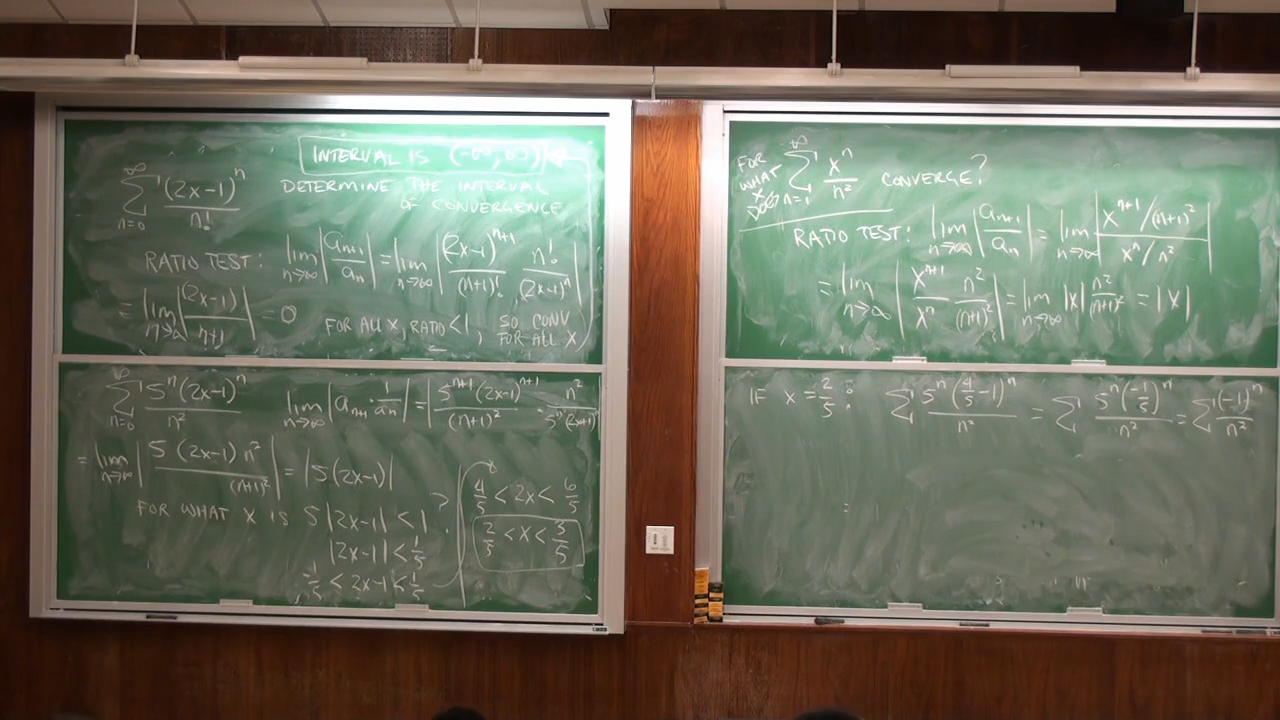 INTERVAL IS (-∞, ∞)
∞ Σ n=0 (2x-1)^n / n!
DETERMINE THE INTERVAL
OF CONVERGENCE
RATIO TEST: lim n→∞ |a_{n+1} / a_n| = lim n→∞ |(2x-1)^{n+1} / (n+1)! · n! / (2x-1)^n|
= lim n→∞ |(2x-1) / n+1| = 0 FOR ALL X, RATIO < 1, SO CONV
FOR ALL X
∞ Σ n=0 5^n (2x-1)^n / n² lim n→∞ |a_{n+1} · 1/a_n| = |5^{n+1} (2x-1)^{n+1} / (n+1)² · n² / 5^n (2x+1)^n|
= lim n→∞ |5 (2x-1) n² / (n+1)²| = |5(2x-1)|
FOR WHAT X IS 5|2x-1| < 1 ?
|2x-1| < 1/5
-1/5 < 2x-1 < 1/5
4/5 < 2x < 6/5
2/5 < x < 3/5
FOR WHAT X DOES ∞ Σ n=1 x^n / n² CONVERGE?
RATIO TEST: lim n→∞ |a_{n+1} / a_n| = lim n→∞ |x^{n+1} / (n+1)² / x^n / n²|
= lim n→∞ |x^{n+1} / x^n · n² / (n+1)²| = lim n→∞ |x| n² / (n+1)² = |x|
IF x = 2/5 : Σ 5^n (4/5 - 1)^n / n² = Σ 5^n (-1/5)^n / n² = Σ (-1)^n / n²
=